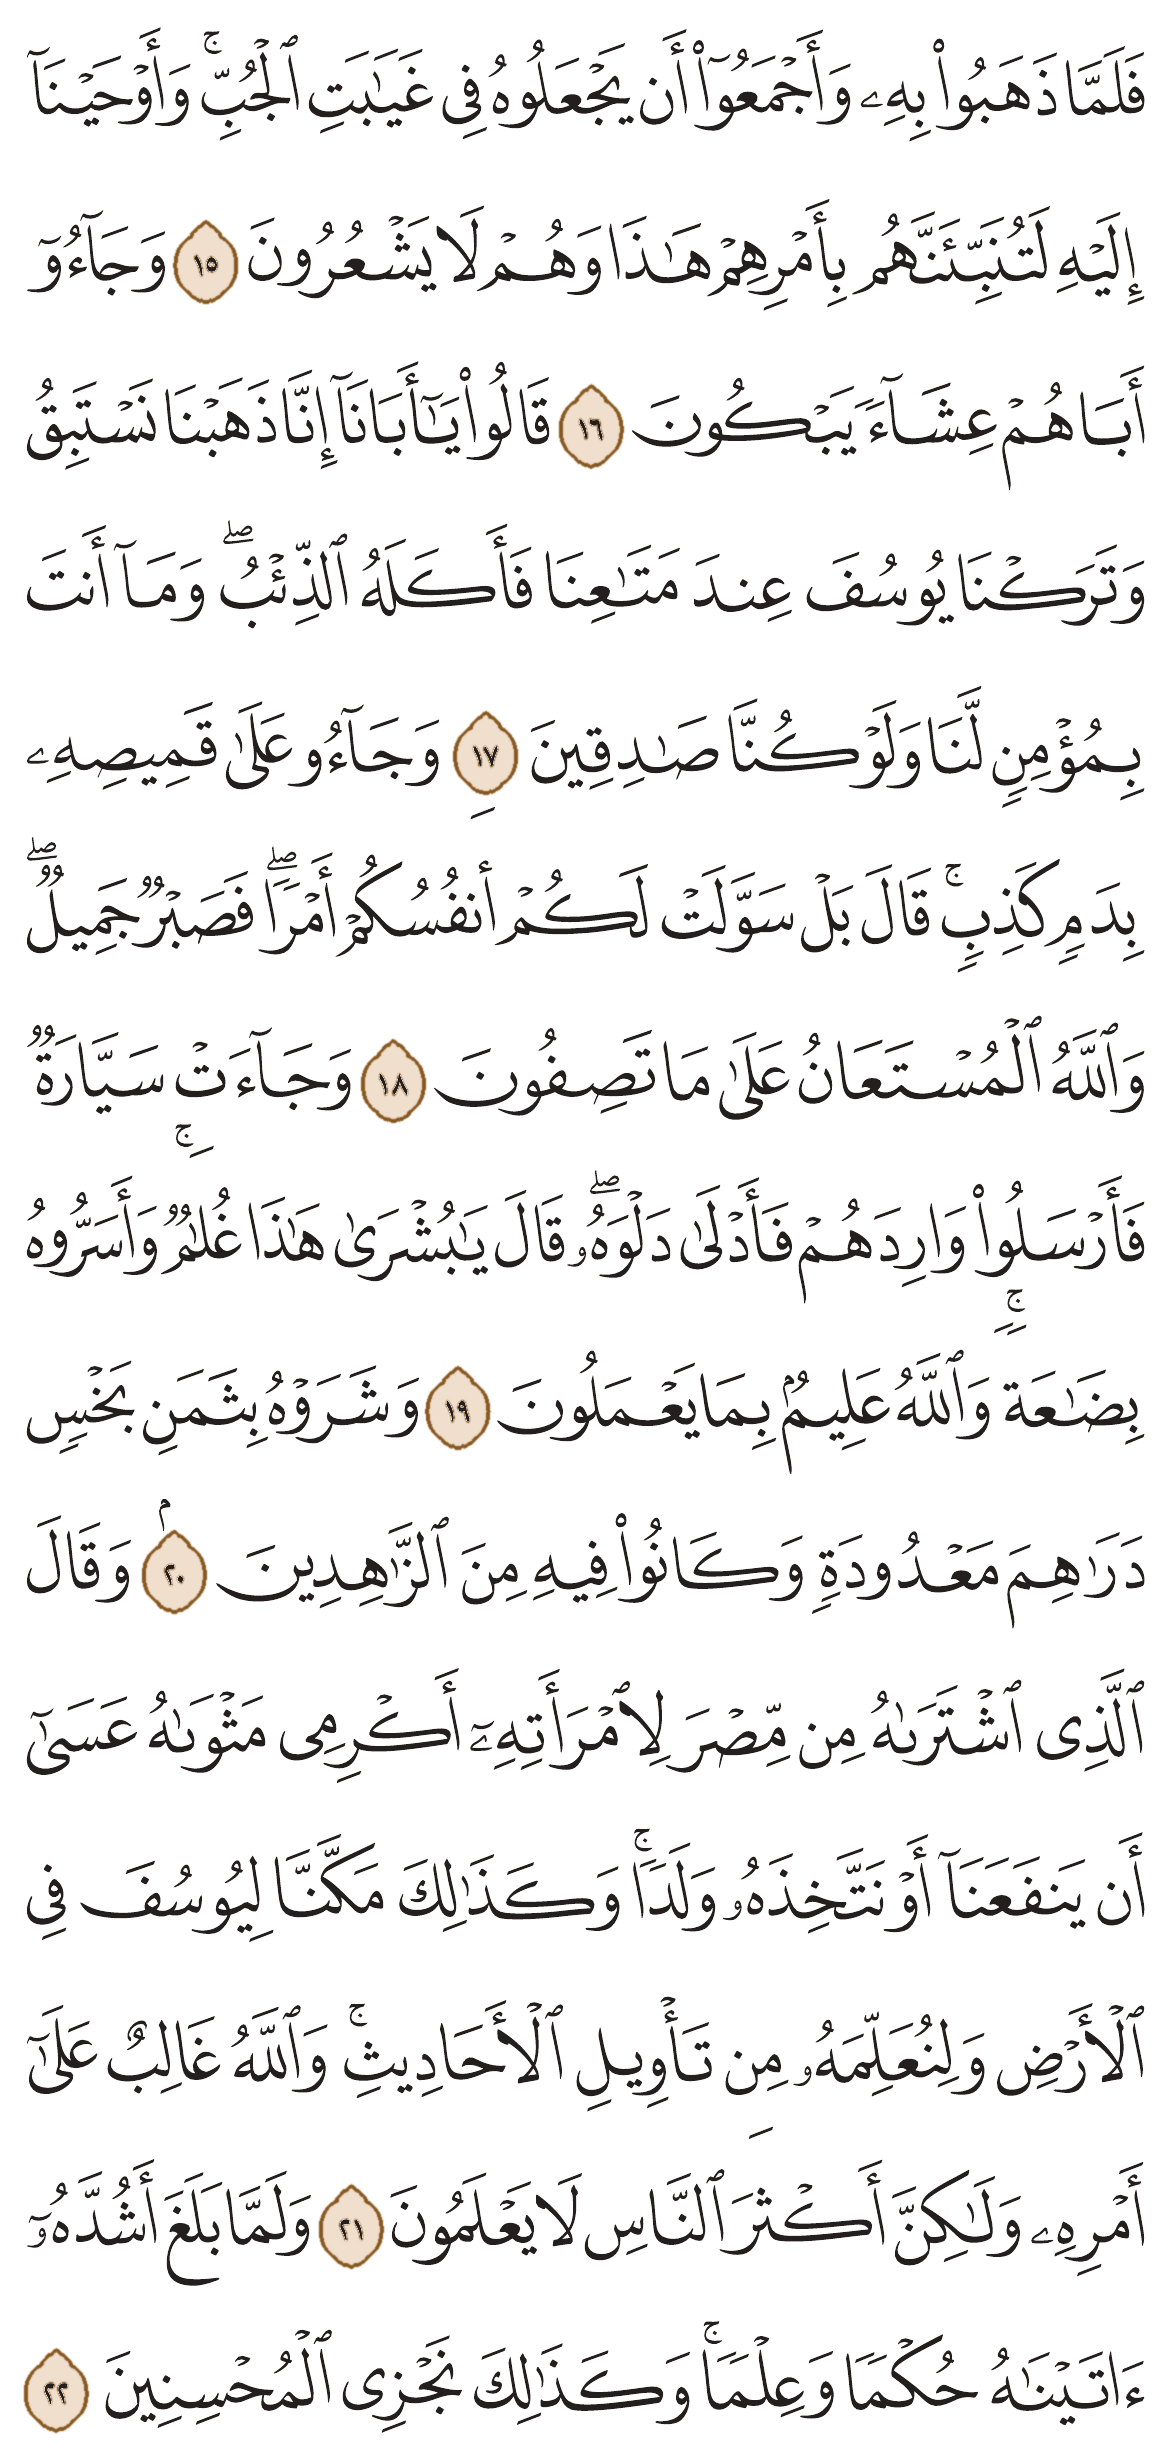 فَلَمَّا ذَهَبُوا۟ بِهِۦ وَأَجْمَعُوٓا۟ أَن يَجْعَلُوهُ فِى غَيَٰبَتِ ٱلْجُبِّ ۚ وَأَوْحَيْنَآ
إِلَيْهِ لَتُنَبِّئَنَّهُم بِأَمْرِهِمْ هَٰذَا وَهُمْ لَا يَشْعُرُونَ ١٥ وَجَآءُوٓ
أَبَاهُمْ عِشَآءً يَبْكُونَ ١٦ قَالُوا۟ يَٰٓأَبَانَآ إِنَّا ذَهَبْنَا نَسْتَبِقُ
وَتَرَكْنَا يُوسُفَ عِندَ مَتَٰعِنَا فَأَكَلَهُ ٱلذِّئْبُ ۖ وَمَآ أَنتَ
بِمُؤْمِنٍ لَّنَا وَلَوْ كُنَّا صَٰدِقِينَ ١٧ وَجَآءُو عَلَىٰ قَمِيصِهِۦ
بِدَمٍ كَذِبٍ ۚ قَالَ بَلْ سَوَّلَتْ لَكُمْ أَنفُسُكُمْ أَمْرًا ۖ فَصَبْرٌ جَمِيلٌ ۖ
وَٱللَّهُ ٱلْمُسْتَعَانُ عَلَىٰ مَا تَصِفُونَ ١٨ وَجَآءَتْ سَيَّارَةٌ
فَأَرْسَلُوا۟ وَارِدَهُمْ فَأَدْلَىٰ دَلْوَهُۥ ۖ قَالَ يَٰبُشْرَىٰ هَٰذَا غُلَٰمٌ ۚ وَأَسَرُّوهُ
بِضَٰعَةً ۚ وَٱللَّهُ عَلِيمٌۢ بِمَا يَعْمَلُونَ ١٩ وَشَرَوْهُ بِثَمَنٍۭ بَخْسٍ
دَرَٰهِمَ مَعْدُودَةٍ وَكَانُوا۟ فِيهِ مِنَ ٱلزَّٰهِدِينَ ٢٠ وَقَالَ
ٱلَّذِى ٱشْتَرَىٰهُ مِن مِّصْرَ لِٱمْرَأَتِهِۦٓ أَكْرِمِى مَثْوَىٰهُ عَسَىٰٓ
أَن يَنفَعَنَآ أَوْ نَتَّخِذَهُۥ وَلَدًا ۚ وَكَذَٰلِكَ مَكَّنَّا لِيُوسُفَ فِى
ٱلْأَرْضِ وَلِنُعَلِّمَهُۥ مِن تَأْوِيلِ ٱلْأَحَادِيثِ ۚ وَٱللَّهُ غَالِبٌ عَلَىٰٓ
أَمْرِهِۦ وَلَٰكِنَّ أَكْثَرَ ٱلنَّاسِ لَا يَعْلَمُونَ ٢١ وَلَمَّا بَلَغَ أَشُدَّهُۥٓ
ءَاتَيْنَٰهُ حُكْمًا وَعِلْمًا ۚ وَكَذَٰلِكَ نَجْزِى ٱلْمُحْسِنِينَ ٢٢